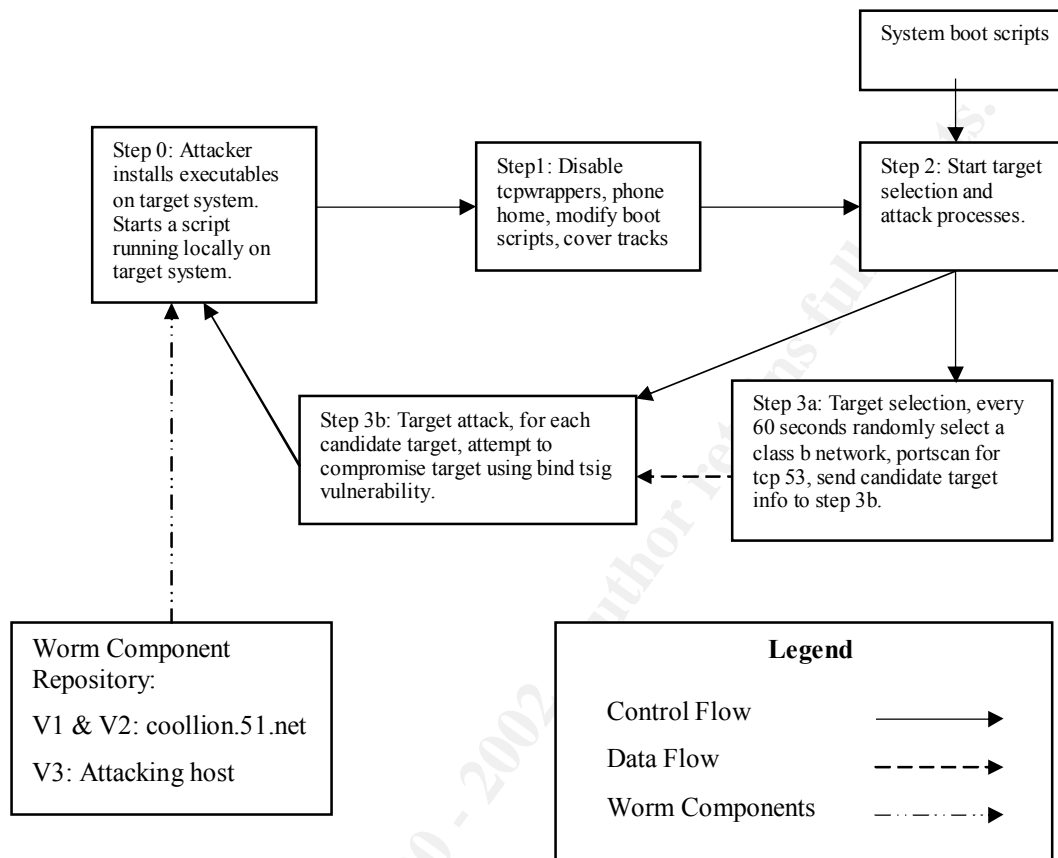 System boot scripts
Step 0: Attacker
installs executables
on target system.
Starts a script
running locally on
target system.
Step1: Disable
tcpwrappers, phone
home, modify boot
scripts, cover tracks
Step 2: Start target
selection and
attack processes.
Step 3b: Target attack, for each
candidate target, attempt to
compromise target using bind tsig
vulnerability.
Step 3a: Target selection, every
60 seconds randomly select a
class b network, portscan for
tcp 53, send candidate target
info to step 3b.
Worm Component
Repository:
V1 & V2: coollion.51.net
V3: Attacking host
Legend
Control Flow
Data Flow
Worm Components